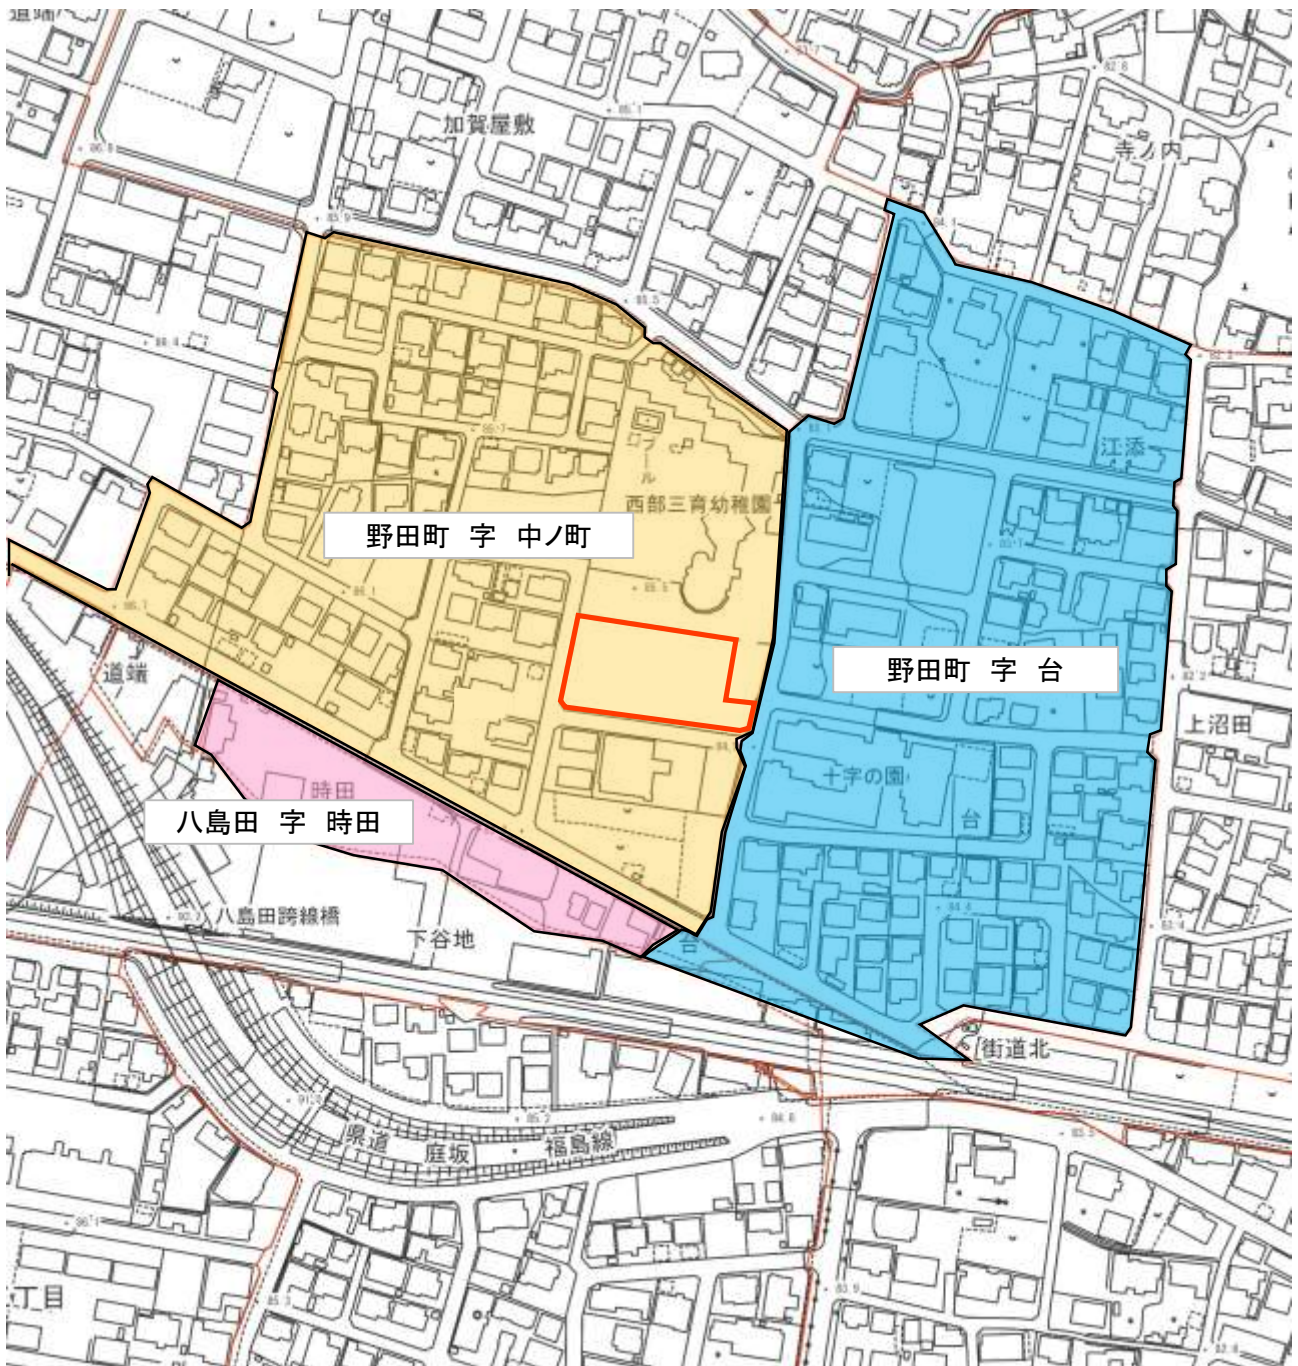 道端
加賀屋敷
寺ノ内
江添
プール
西部三育幼稚園
野田町 字 中ノ町
野田町 字 台
道端
上沼田
時田
十字の園
八島田 字 時田
台
八島田跨線橋
下谷地
台
街道北
県道 庭坂 福島線
丁目